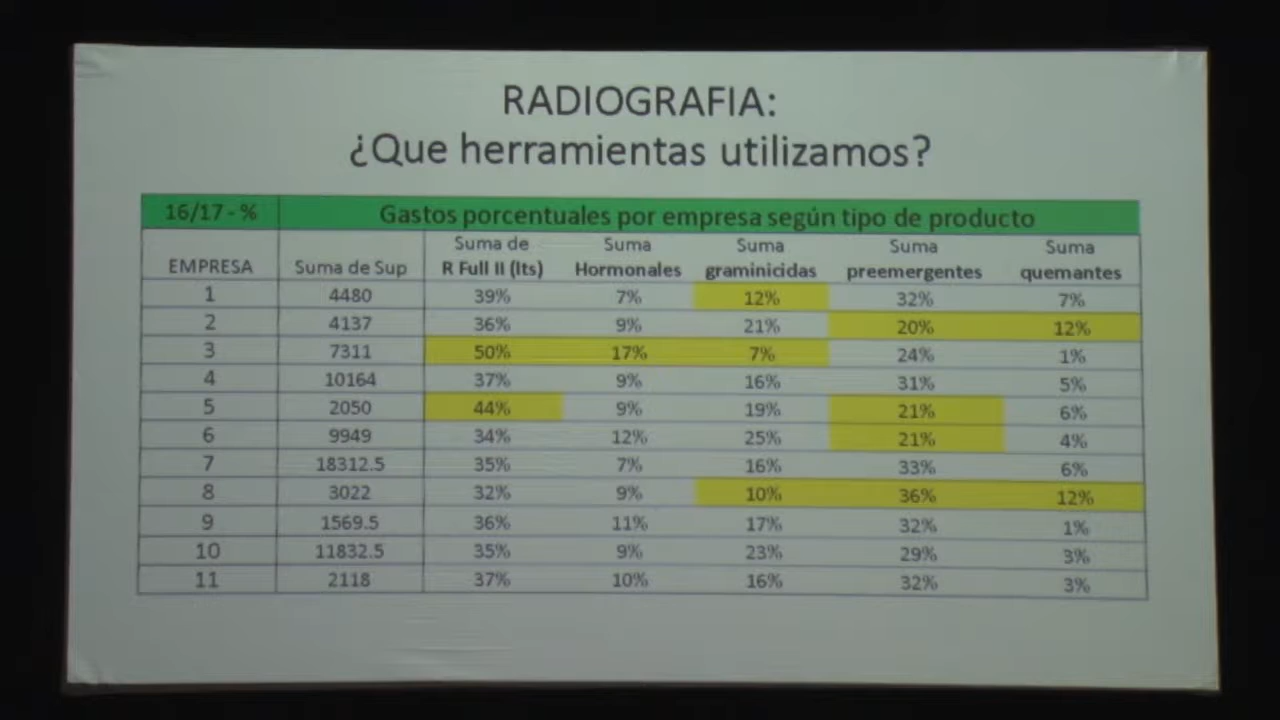 RADIOGRAFIA:
¿Que herramientas utilizamos?
16/17 - % Gastos porcentuales por empresa según tipo de producto
EMPRESA Suma de Sup Suma de R Full II (lts) Suma Hormonales Suma graminicidas Suma preemergentes Suma quemantes
1 4480 39% 7% 12% 32% 7%
2 4137 36% 9% 21% 20% 12%
3 7311 50% 17% 7% 24% 1%
4 10164 37% 9% 16% 31% 5%
5 2050 44% 9% 19% 21% 6%
6 9949 34% 12% 25% 21% 4%
7 18312.5 35% 7% 16% 33% 6%
8 3022 32% 9% 10% 36% 12%
9 1569.5 36% 11% 17% 32% 1%
10 11832.5 35% 9% 23% 29% 3%
11 2118 37% 10% 16% 32% 3%